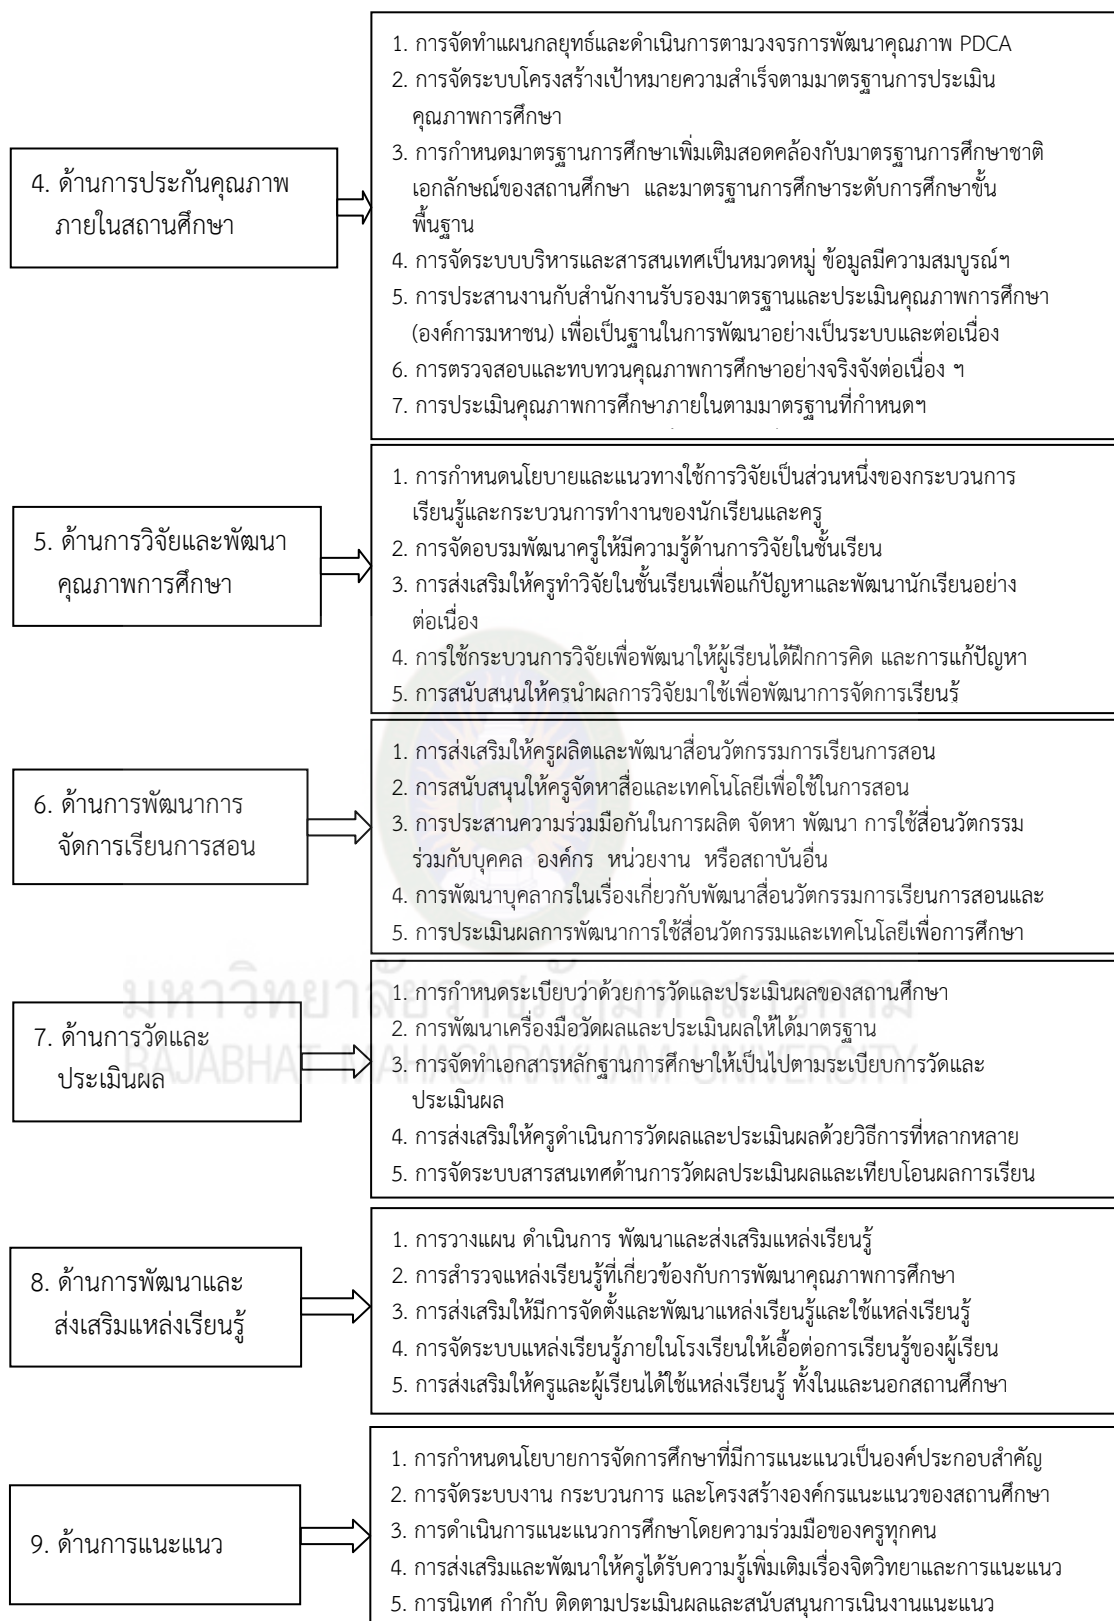 4. ด้านการประกันคุณภาพ
ภายในสถานศึกษา
1. การจัดทำแผนกลยุทธ์และดำเนินการตามวงจรการพัฒนาคุณภาพ PDCA
2. การจัดระบบโครงสร้างเป้าหมายความสำเร็จตามมาตรฐานการประเมิน
คุณภาพการศึกษา
3. การกำหนดมาตรฐานการศึกษาเพิ่มเติมสอดคล้องกับมาตรฐานการศึกษาชาติ
เอกลักษณ์ของสถานศึกษา และมาตรฐานการศึกษาระดับการศึกษาขั้น
พื้นฐาน
4. การจัดระบบบริหารและสารสนเทศเป็นหมวดหมู่ ข้อมูลมีความสมบูรณ์ฯ
5. การประสานงานกับสำนักงานรับรองมาตรฐานและประเมินคุณภาพการศึกษา
(องค์การมหาชน) เพื่อเป็นฐานในการพัฒนาอย่างเป็นระบบและต่อเนื่อง
6. การตรวจสอบและทบทวนคุณภาพการศึกษาอย่างจริงจังต่อเนื่อง ฯ
7. การประเมินคุณภาพการศึกษาภายในตามมาตรฐานที่กำหนดฯ
5. ด้านการวิจัยและพัฒนา
คุณภาพการศึกษา
1. การกำหนดนโยบายและแนวทางใช้การวิจัยเป็นส่วนหนึ่งของกระบวนการ
เรียนรู้และกระบวนการทำงานของนักเรียนและครู
2. การจัดอบรมพัฒนาครูให้มีความรู้ด้านการวิจัยในชั้นเรียน
3. การส่งเสริมให้ครูทำวิจัยในชั้นเรียนเพื่อแก้ปัญหาและพัฒนานักเรียนอย่าง
ต่อเนื่อง
4. การใช้กระบวนการวิจัยเพื่อพัฒนาให้ผู้เรียนได้ฝึกการคิด และการแก้ปัญหา
5. การสนับสนุนให้ครูนำผลการวิจัยมาใช้เพื่อพัฒนาการจัดการเรียนรู้
6. ด้านการพัฒนาการ
จัดการเรียนการสอน
1. การส่งเสริมให้ครูผลิตและพัฒนาสื่อนวัตกรรมการเรียนการสอน
2. การสนับสนุนให้ครูจัดหาสื่อและเทคโนโลยีเพื่อใช้ในการสอน
3. การประสานความร่วมมือกันในการผลิต จัดหา พัฒนา การใช้สื่อนวัตกรรม
ร่วมกับบุคคล องค์กร หน่วยงาน หรือสถาบันอื่น
4. การพัฒนาบุคลากรในเรื่องเกี่ยวกับพัฒนาสื่อนวัตกรรมการเรียนการสอนและ
5. การประเมินผลการพัฒนาการใช้สื่อนวัตกรรมและเทคโนโลยีเพื่อการศึกษา
มหาวิทยาลัยราชภัฏมหาสารคาม
RAJABHAT MAHASARAKHAM UNIVERSITY
7. ด้านการวัดและ
ประเมินผล
1. การกำหนดระเบียบว่าด้วยการวัดและประเมินผลของสถานศึกษา
2. การพัฒนาเครื่องมือวัดผลและประเมินผลให้ได้มาตรฐาน
3. การจัดทำเอกสารหลักฐานการศึกษาให้เป็นไปตามระเบียบการวัดและ
ประเมินผล
4. การส่งเสริมให้ครูดำเนินการวัดผลและประเมินผลด้วยวิธีการที่หลากหลาย
5. การจัดระบบสารสนเทศด้านการวัดผลประเมินผลและเทียบโอนผลการเรียน
8. ด้านการพัฒนาและ
ส่งเสริมแหล่งเรียนรู้
1. การวางแผน ดำเนินการ พัฒนาและส่งเสริมแหล่งเรียนรู้
2. การสำรวจแหล่งเรียนรู้ที่เกี่ยวข้องกับการพัฒนาคุณภาพการศึกษา
3. การส่งเสริมให้มีการจัดตั้งและพัฒนาแหล่งเรียนรู้และใช้แหล่งเรียนรู้
4. การจัดระบบแหล่งเรียนรู้ภายในโรงเรียนให้เอื้อต่อการเรียนรู้ของผู้เรียน
5. การส่งเสริมให้ครูและผู้เรียนได้ใช้แหล่งเรียนรู้ ทั้งในและนอกสถานศึกษา
9. ด้านการแนะแนว
1. การกำหนดนโยบายการจัดการศึกษาที่มีการแนะแนวเป็นองค์ประกอบสำคัญ
2. การจัดระบบงาน กระบวนการ และโครงสร้างองค์กรแนะแนวของสถานศึกษา
3. การดำเนินการแนะแนวการศึกษาโดยความร่วมมือของครูทุกคน
4. การส่งเสริมและพัฒนาให้ครูได้รับความรู้เพิ่มเติมเรื่องจิตวิทยาและการแนะแนว
5. การนิเทศ กำกับ ติดตามประเมินผลและสนับสนุนการเนินงานแนะแนว